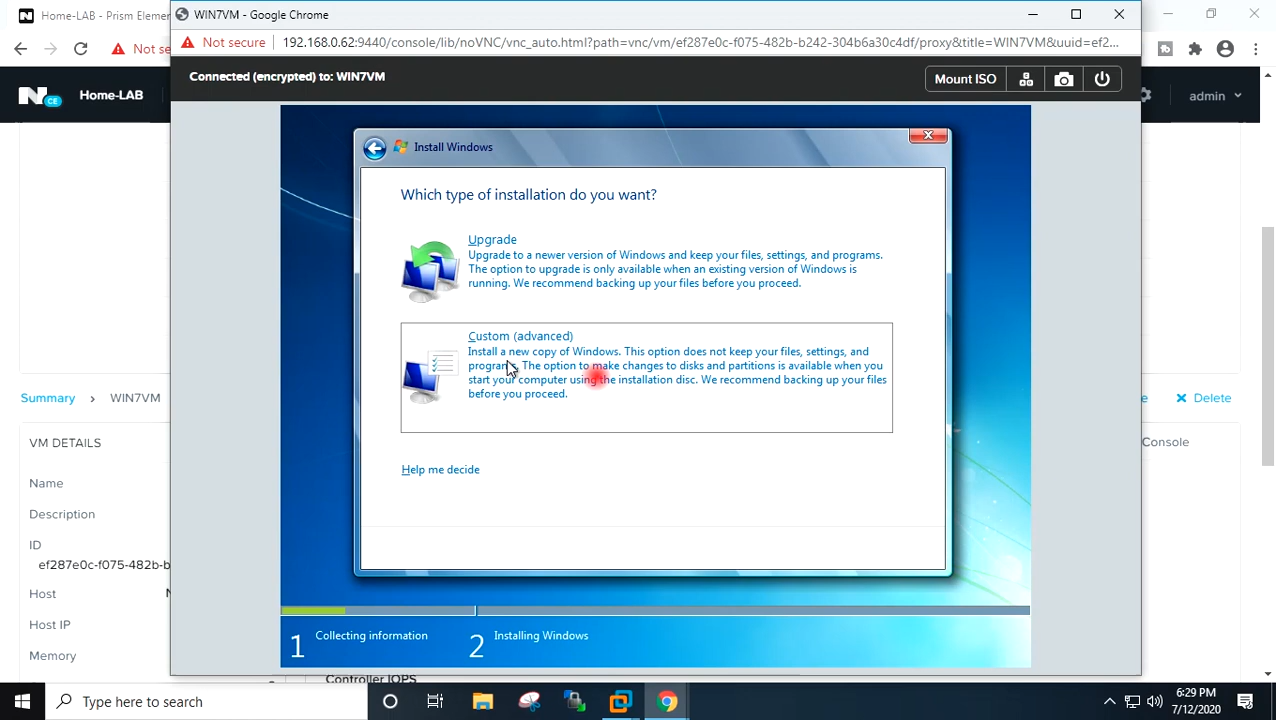 Home-LAB - Prism Elemen
WIN7VM - Google Chrome
Not se
Not secure
192.168.0.62:9440/console/lib/noVNC/vnc_auto.html?path=vnc/vm/ef287e0c-f075-482b-b242-304b6a30c4df/proxy&title=WIN7VM&uuid=ef2...
Connected (encrypted) to: WIN7VM
Mount ISO
N CE
Home-LAB
admin
Install Windows
Which type of installation do you want?
Upgrade
Upgrade to a newer version of Windows and keep your files, settings, and programs.
The option to upgrade is only available when an existing version of Windows is
running. We recommend backing up your files before you proceed.
Custom (advanced)
Install a new copy of Windows. This option does not keep your files, settings, and
programs. The option to make changes to disks and partitions is available when you
start your computer using the installation disc. We recommend backing up your files
before you proceed.
Help me decide
Summary > WIN7VM
e
Delete
VM DETAILS
Console
Name
Description
ID
ef287e0c-f075-482b-b
Host
N
Host IP
Memory
Controller IOPS
1 Collecting information
2 Installing Windows
Type here to search
6:29 PM
7/12/2020